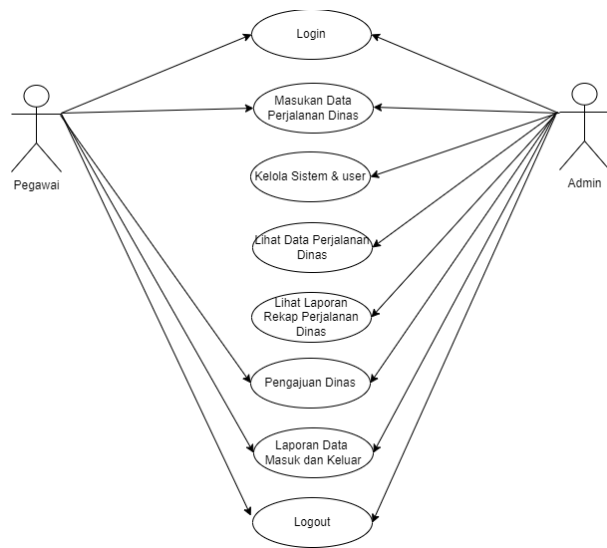 Login
Masukan Data
Perjalanan Dinas
Pegawai
Kelola Sistem & user
Admin
Lihat Data Perjalanan
Dinas
Lihat Laporan
Rekap Perjalanan
Dinas
Pengajuan Dinas
Laporan Data
Masuk dan Keluar
Logout